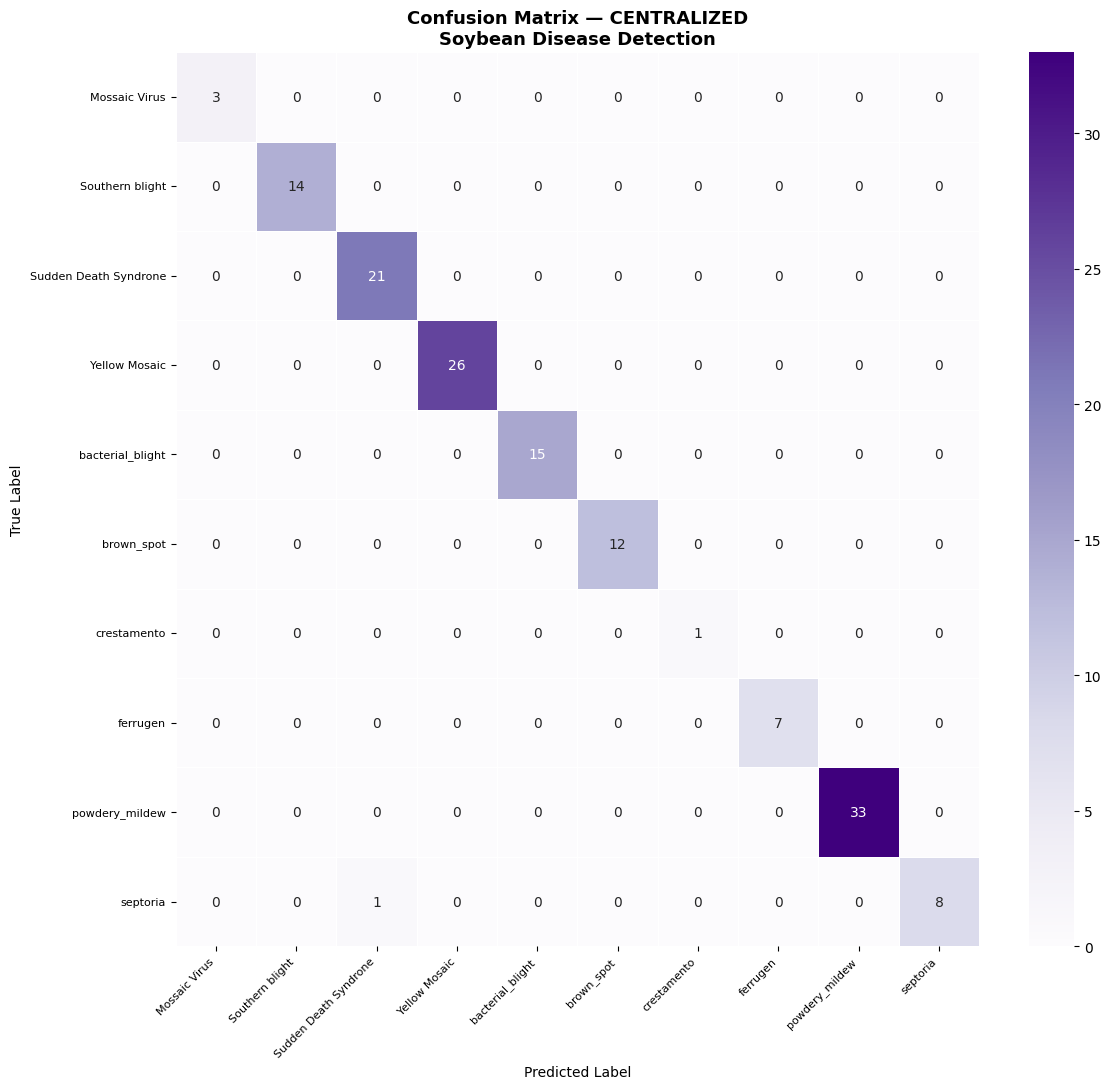 Confusion Matrix — CENTRALIZED
Soybean Disease Detection
True Label
Mossaic Virus 3 0 0 0 0 0 0 0 0 0
Southern blight 0 14 0 0 0 0 0 0 0 0
Sudden Death Syndrone 0 0 21 0 0 0 0 0 0 0
Yellow Mosaic 0 0 0 26 0 0 0 0 0 0
bacterial_blight 0 0 0 0 15 0 0 0 0 0
brown_spot 0 0 0 0 0 12 0 0 0 0
crestamento 0 0 0 0 0 0 1 0 0 0
ferrugen 0 0 0 0 0 0 0 7 0 0
powdery_mildew 0 0 0 0 0 0 0 0 33 0
septoria 0 0 1 0 0 0 0 0 0 8
Mossaic Virus
Southern blight
Sudden Death Syndrone
Yellow Mosaic
bacterial_blight
brown_spot
crestamento
ferrugen
powdery_mildew
septoria
Predicted Label
30
25
20
15
10
5
0